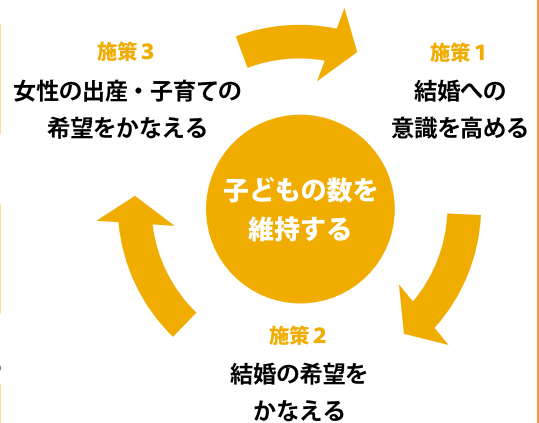 施策３
女性の出産・子育ての
希望をかなえる
施策１
結婚への
意識を高める
子どもの数を
維持する
施策２
結婚の希望を
かなえる